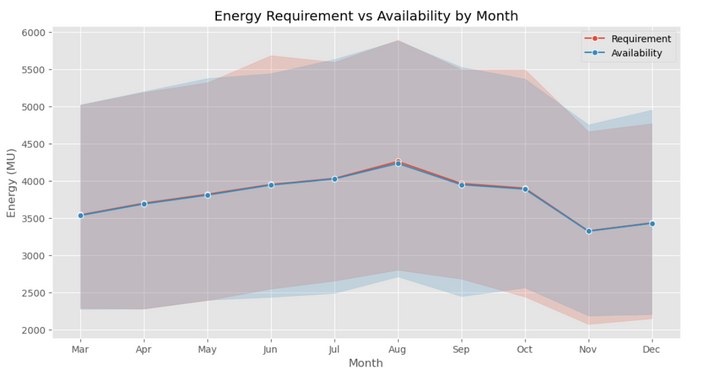 Energy Requirement vs Availability by Month
6000
5500
5000
4500
4000
3500
3000
2500
2000
Energy (MU)
Requirement
Availability
Mar Apr May Jun Jul Aug Sep Oct Nov Dec
Month